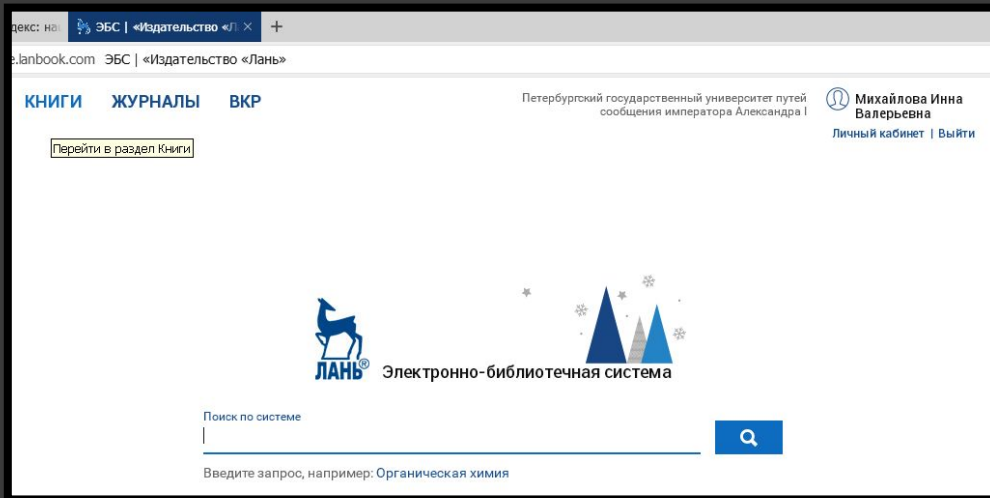 ЭБС | «Издательство «Л
e.lanbook.com ЭБС | «Издательство «Лань»
КНИГИ ЖУРНАЛЫ ВКР
Петербургский государственный университет путей
сообщения императора Александра I
Михайлова Инна
Валерьевна
Личный кабинет | Выйти
Перейти в раздел Книги
ЛАНЬ®
Электронно-библиотечная система
Поиск по системе
Введите запрос, например: Органическая химия